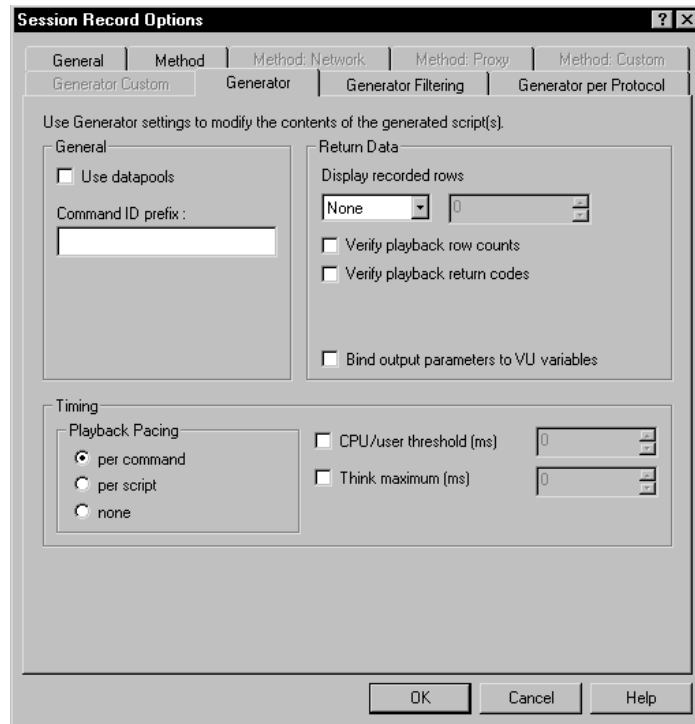 Session Record Options
General Method Method: Network Method: Proxy Method: Custom
Generator Custom Generator Generator Filtering Generator per Protocol
Use Generator settings to modify the contents of the generated script(s).
General
Use datapools
Command ID prefix :
Return Data
Display recorded rows
None 0
Verify playback row counts
Verify playback return codes
Bind output parameters to VU variables
Timing
Playback Pacing
per command
per script
none
CPU/user threshold (ms) 0
Think maximum (ms) 0
OK Cancel Help